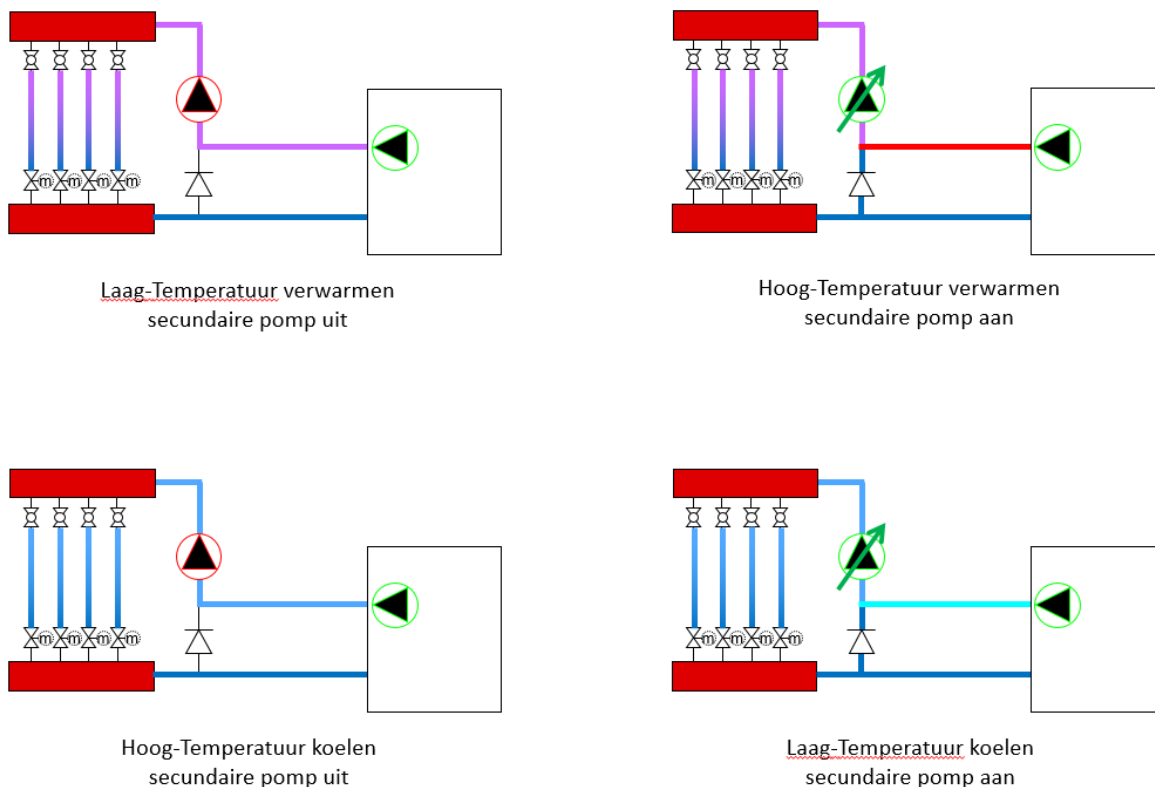 m m m m
m m m m
Laag-Temperatuur verwarmen
secundaire pomp uit
Hoog-Temperatuur verwarmen
secundaire pomp aan
m m m m
m m m m
Hoog-Temperatuur koelen
secundaire pomp uit
Laag-Temperatuur koelen
secundaire pomp aan